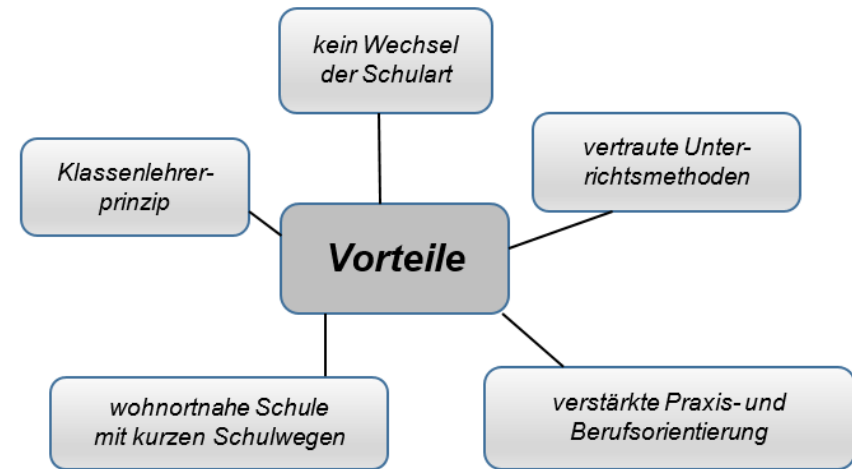 kein Wechsel
der Schulart
Klassenlehrer-
prinzip
vertraute Unter-
richtsmethoden
Vorteile
wohnortnahe Schule
mit kurzen Schulwegen
verstärkte Praxis- und
Berufsorientierung